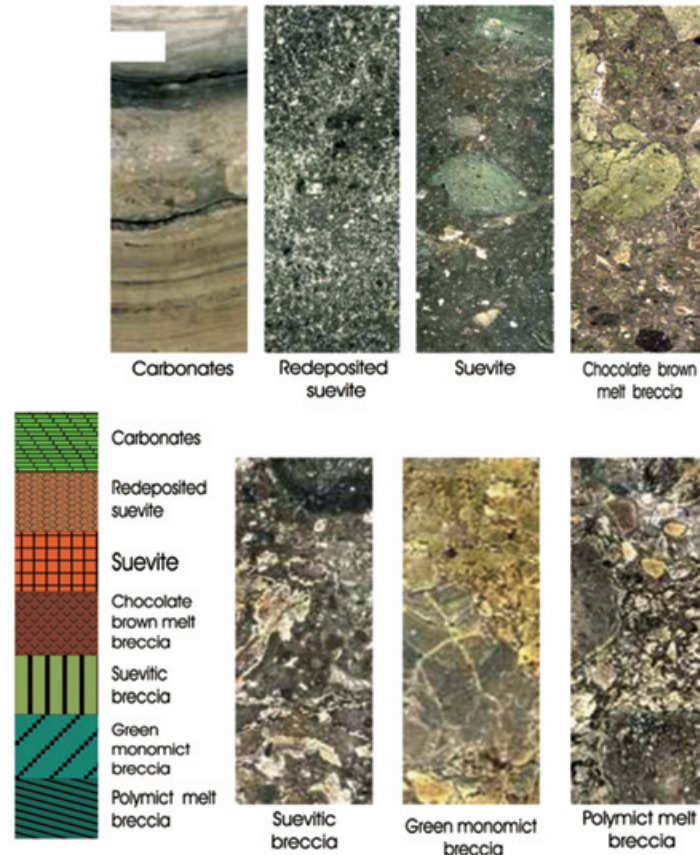 Carbonates
Redeposited
suevite
Suevite
Chocolate brown
melt breccia
Carbonates
Redeposited
suevite
Suevite
Chocolate
brown melt
breccia
Suevitic
breccia
Green
monomict
breccia
Polymict melt
breccia
Suevitic
breccia
Green monomict
breccia
Polymict melt
breccia